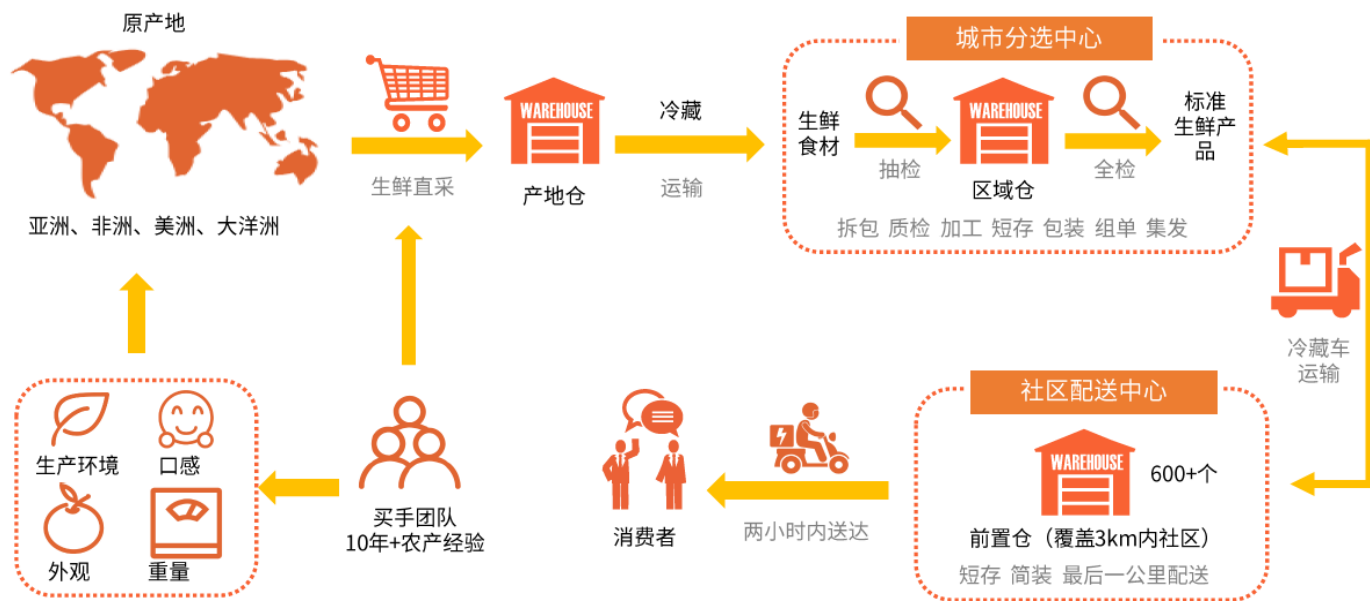 原产地
亚洲、非洲、美洲、大洋洲
生鲜直采
WAREHOUSE
产地仓
冷藏
运输
城市分选中心
生鲜
食材
抽检
WAREHOUSE
区域仓
全检
标准
生鲜产
品
拆包 质检 加工 短存 包装 组单 集发
冷藏车
运输
社区配送中心
WAREHOUSE
600+个
前置仓（覆盖3km内社区）
短存 简装 最后一公里配送
两小时内送达
消费者
买手团队
10年+农产经验
生产环境
口感
外观
重量